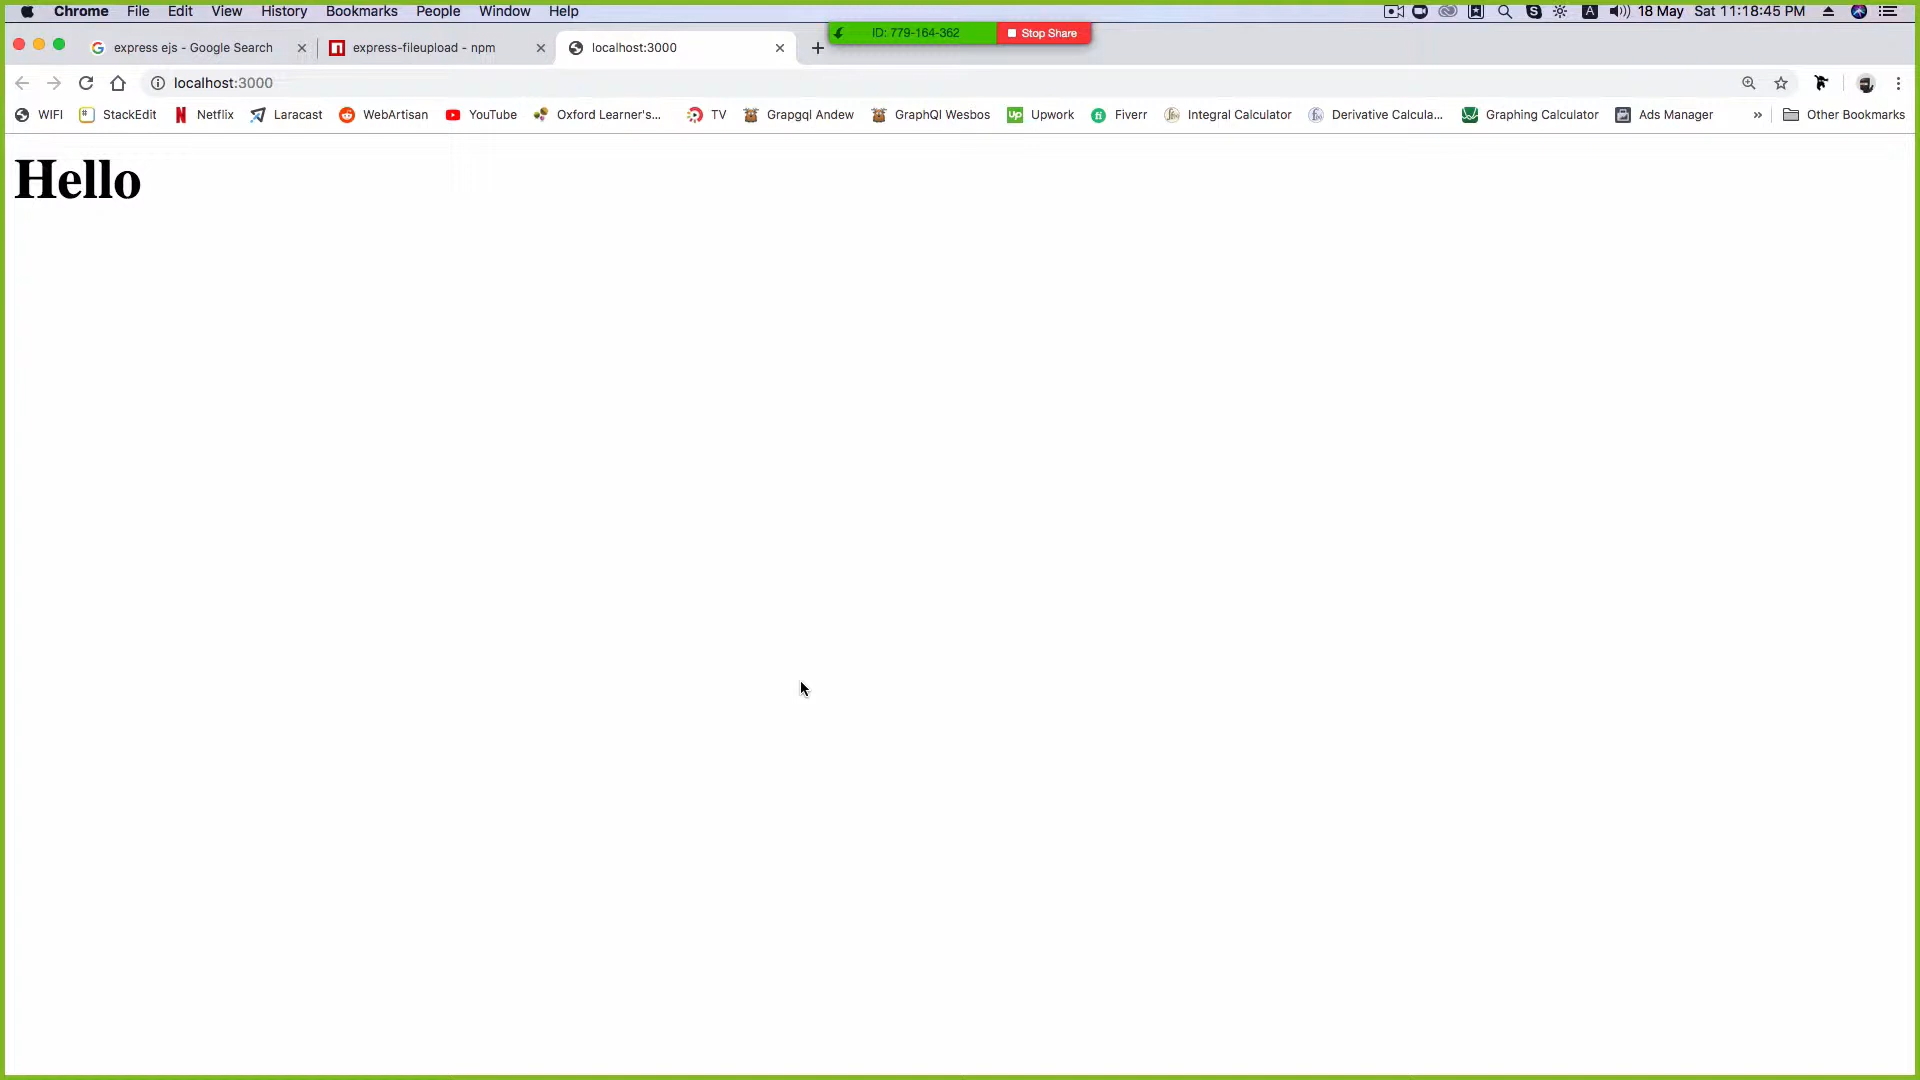 Chrome File Edit View History Bookmarks People Window Help 18 May Sat 11:18:45 PM
ID: 779-164-362 Stop Share
express ejs - Google Search express-fileupload - npm localhost:3000
localhost:3000
WIFI StackEdit Netflix Laracast WebArtisan YouTube Oxford Learner's... TV Grapgql Andew GraphQl Wesbos Upwork Fiverr Integral Calculator Derivative Calcula... Graphing Calculator Ads Manager » Other Bookmarks
Hello